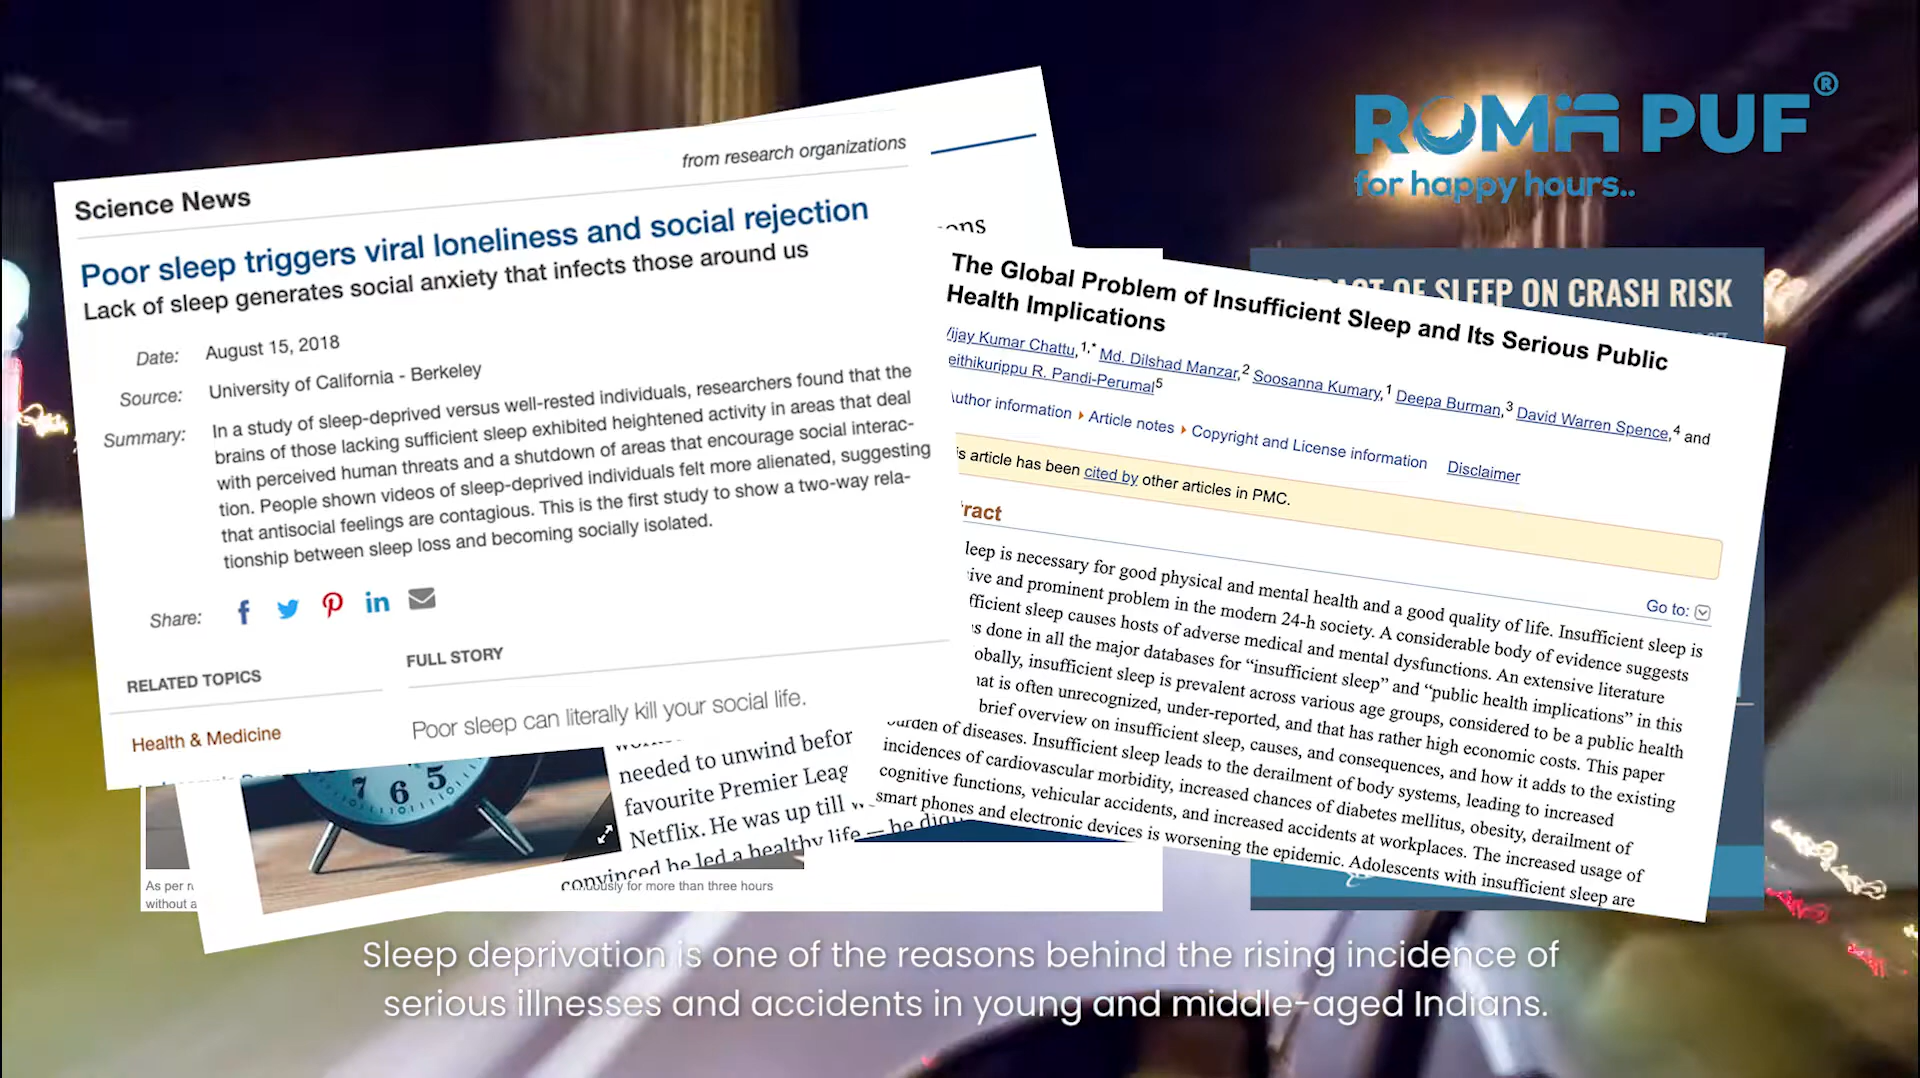 ROMA PUF®
for happy hours..
from research organizations
Science News
Poor sleep triggers viral loneliness and social rejection
Lack of sleep generates social anxiety that infects those around us
Date: August 15, 2018
Source: University of California - Berkeley
Summary: In a study of sleep-deprived versus well-rested individuals, researchers found that the
brains of those lacking sufficient sleep exhibited heightened activity in areas that deal
with perceived human threats and a shutdown of areas that encourage social interac-
tion. People shown videos of sleep-deprived individuals felt more alienated, suggesting
that antisocial feelings are contagious. This is the first study to show a two-way rela-
tionship between sleep loss and becoming socially isolated.
Share:
RELATED TOPICS
FULL STORY
Health & Medicine
Poor sleep can literally kill your social life.
OF SLEEP ON CRASH RISK
The Global Problem of Insufficient Sleep and Its Serious Public
Health Implications
Kumar Chattu,1,* Md. Dilshad Manzar,2 Soosanna Kumary,1 Deepa Burman,3 David Warren Spence,4 and
R. Pandi-Perumal5
information Article notes Copyright and License information Disclaimer
article has been cited by other articles in PMC.
Go to:
is necessary for good physical and mental health and a good quality of life. Insufficient sleep is
and prominent problem in the modern 24-h society. A considerable body of evidence suggests
sleep causes hosts of adverse medical and mental dysfunctions. An extensive literature
done in all the major databases for “insufficient sleep” and “public health implications” in this
insufficient sleep is prevalent across various age groups, considered to be a public health
is often unrecognized, under-reported, and that has rather high economic costs. This paper
brief overview on insufficient sleep, causes, and consequences, and how it adds to the existing
of diseases. Insufficient sleep leads to the derailment of body systems, leading to increased
incidences of cardiovascular morbidity, increased chances of diabetes mellitus, obesity, derailment of
cognitive functions, vehicular accidents, and increased accidents at workplaces. The increased usage of
smart phones and electronic devices is worsening the epidemic. Adolescents with insufficient sleep are
7 6 5
needed to unwind
favourite Premier
Netflix. He was up till
convinced he led a healthy life —
As per
without
for more than three hours
Sleep deprivation is one of the reasons behind the rising incidence of
serious illnesses and accidents in young and middle-aged Indians.